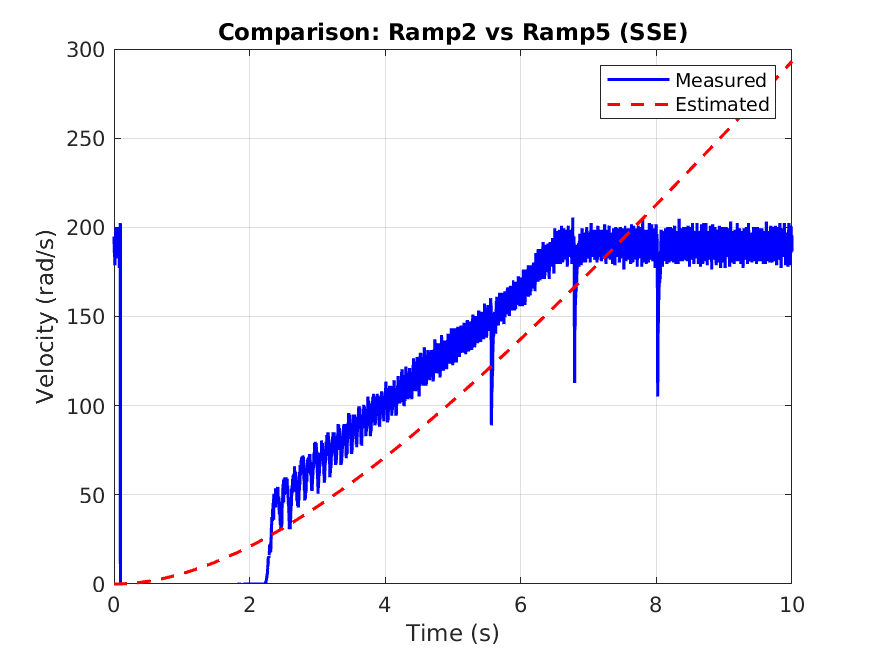 Comparison: Ramp2 vs Ramp5 (SSE)
300
250
200
150
100
50
0
Velocity (rad/s)
Measured
Estimated
0 2 4 6 8 10
Time (s)